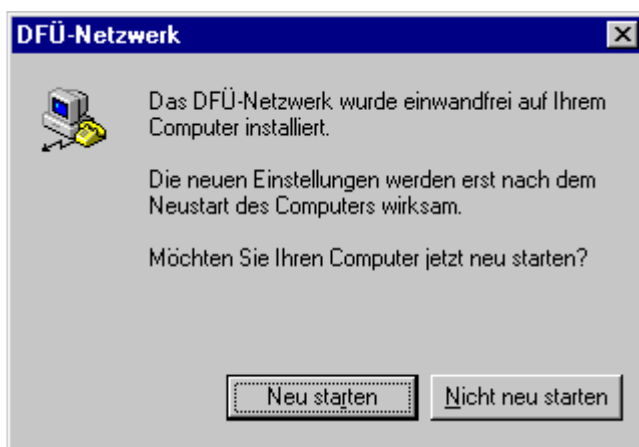 DFÜ-Netzwerk
Das DFÜ-Netzwerk wurde einwandfrei auf Ihrem
Computer installiert.
Die neuen Einstellungen werden erst nach dem
Neustart des Computers wirksam.
Möchten Sie Ihren Computer jetzt neu starten?
Neu starten
Nicht neu starten